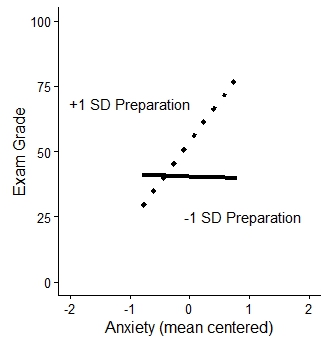 100
75
+1 SD Preparation
50
Exam Grade
25
-1 SD Preparation
0
-2 -1 0 1 2
Anxiety (mean centered)